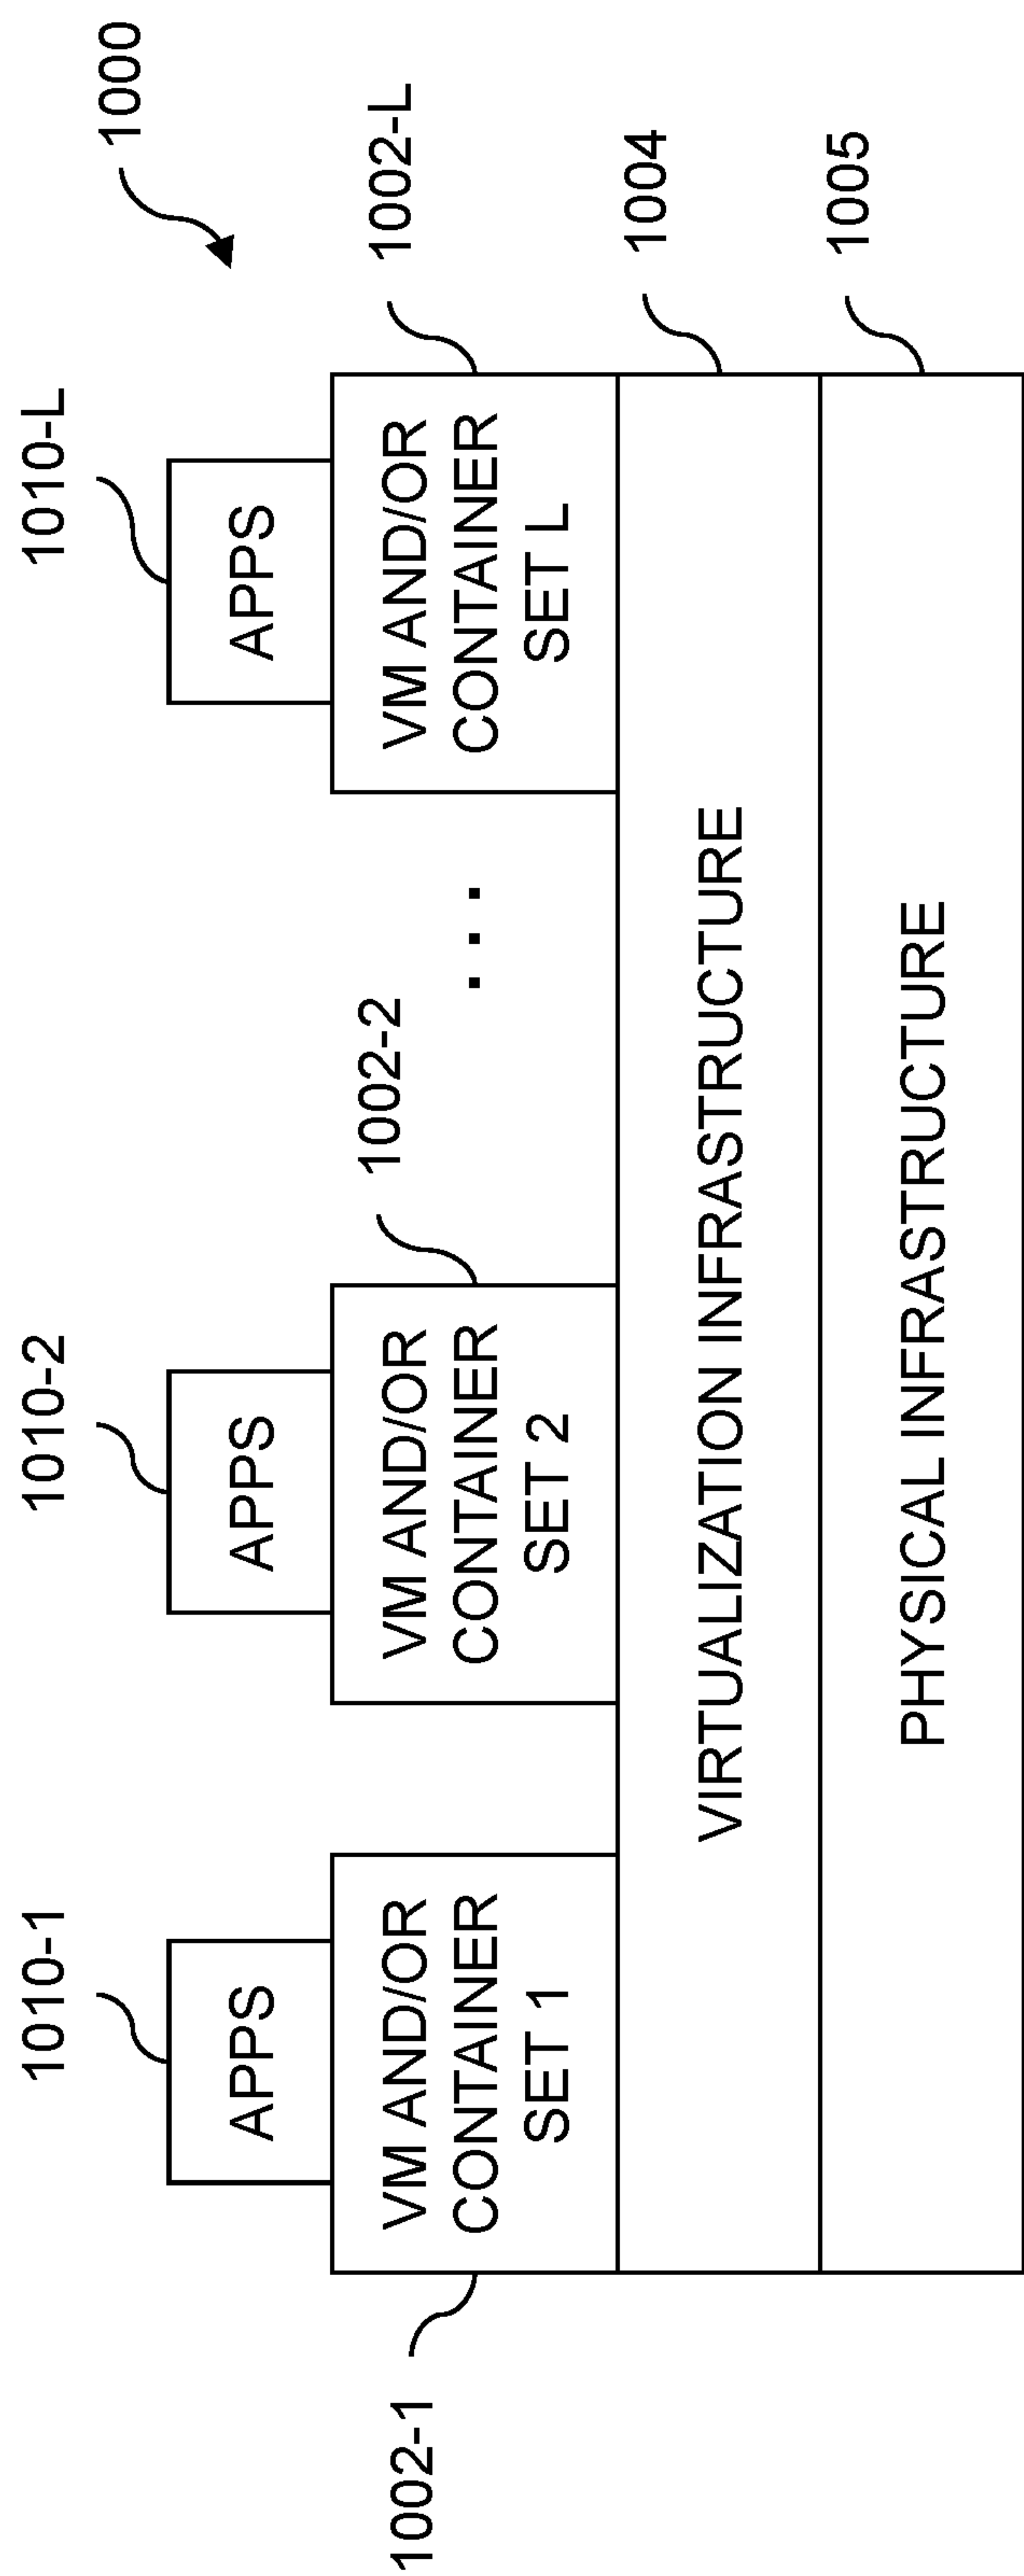 1000
1010-1
1010-2
1010-L
APPS
APPS
APPS
1002-1
VM AND/OR
CONTAINER
SET 1
VM AND/OR
CONTAINER
SET 2
1002-2
...
VM AND/OR
CONTAINER
SET L
1002-L
VIRTUALIZATION INFRASTRUCTURE
1004
PHYSICAL INFRASTRUCTURE
1005